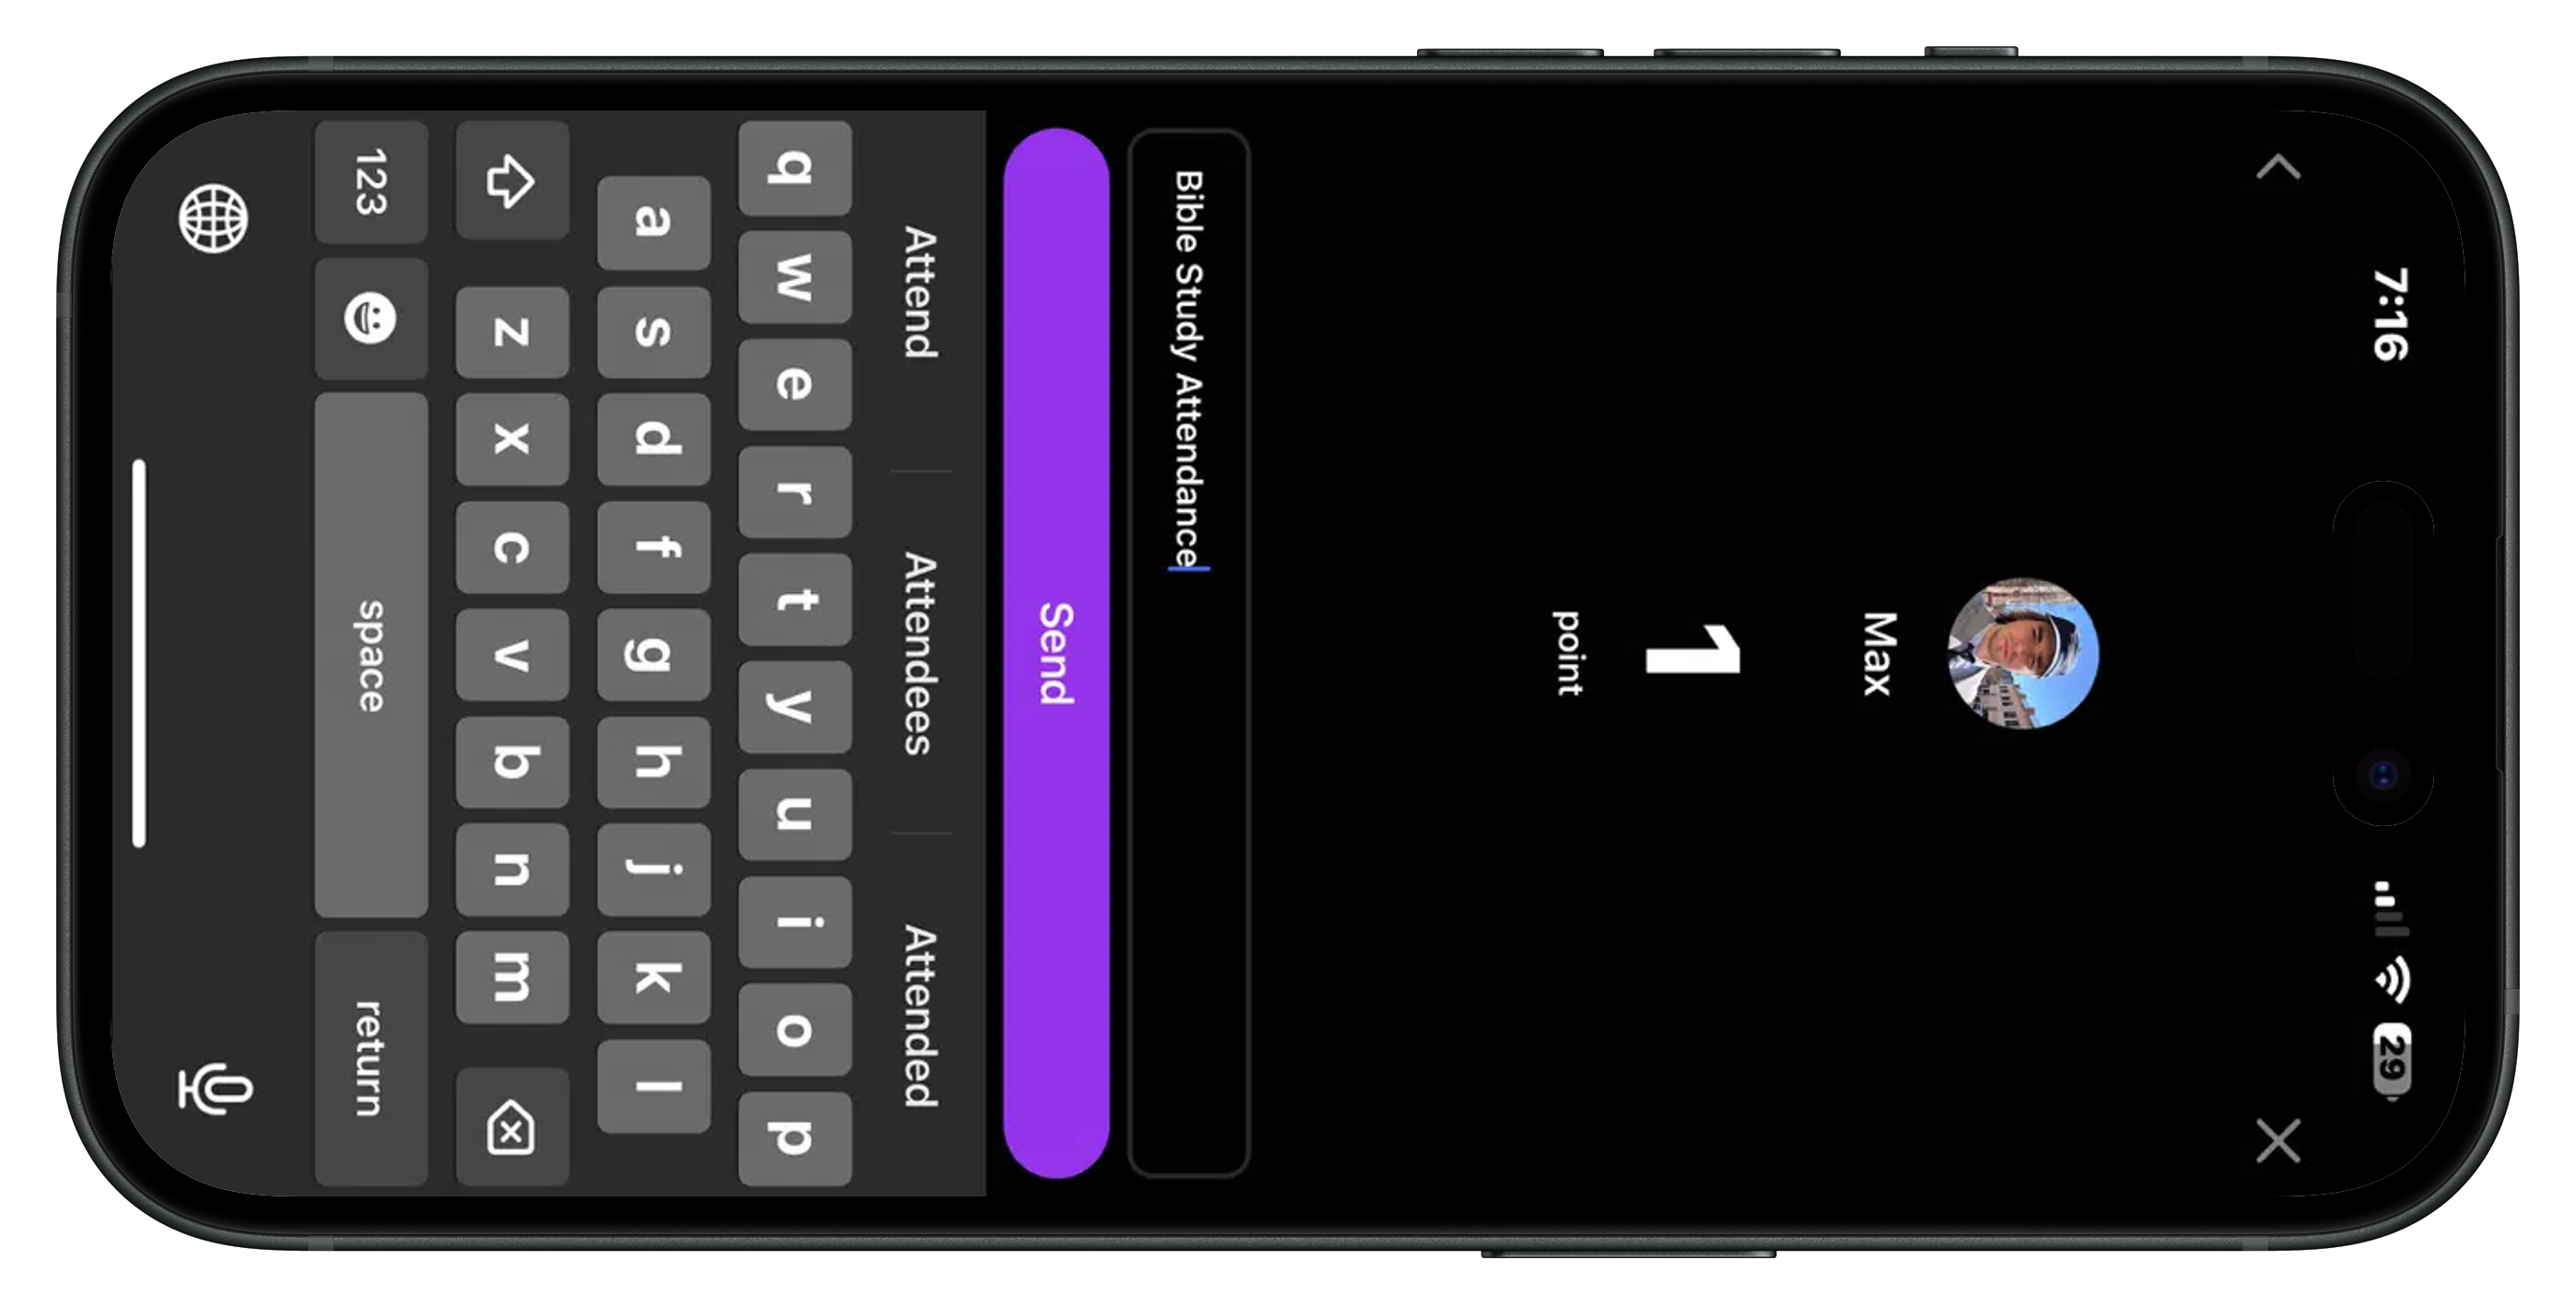 7:16
29
Max
1
point
Bible Study Attendance
Send
Attend Attendees Attended
q w e r t y u i o p
a s d f g h j k l
z x c v b n m
123 space return